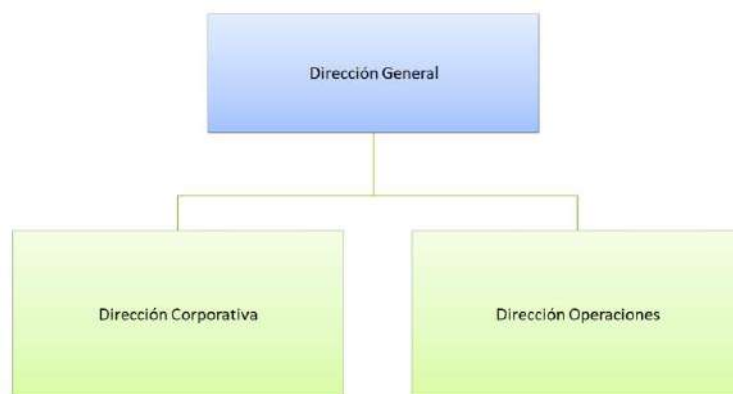 Dirección General
Dirección Corporativa
Dirección Operaciones